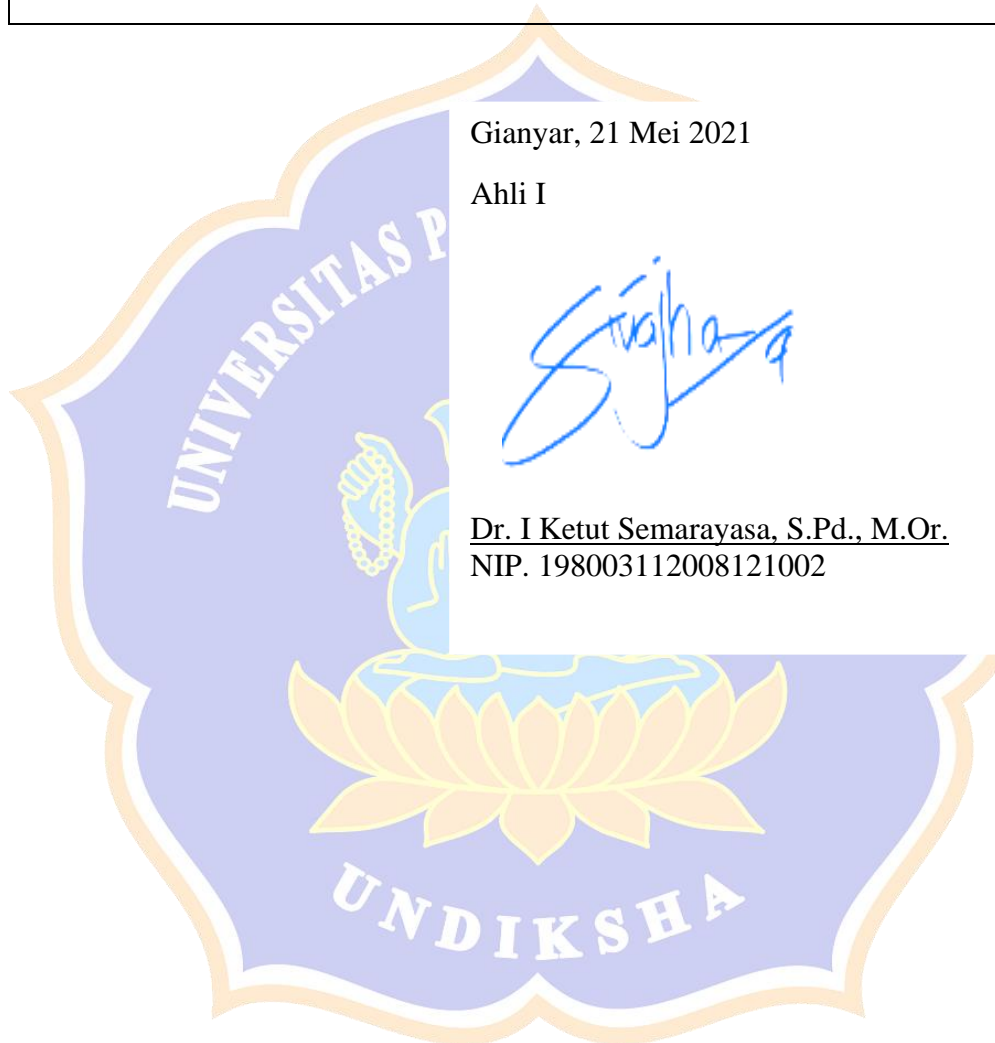 Gianyar, 21 Mei 2021
Ahli I
Dr. I Ketut Semarayasa, S.Pd., M.Or.
NIP. 198003112008121002
UNIVERSITAS P
UNDIKSHA